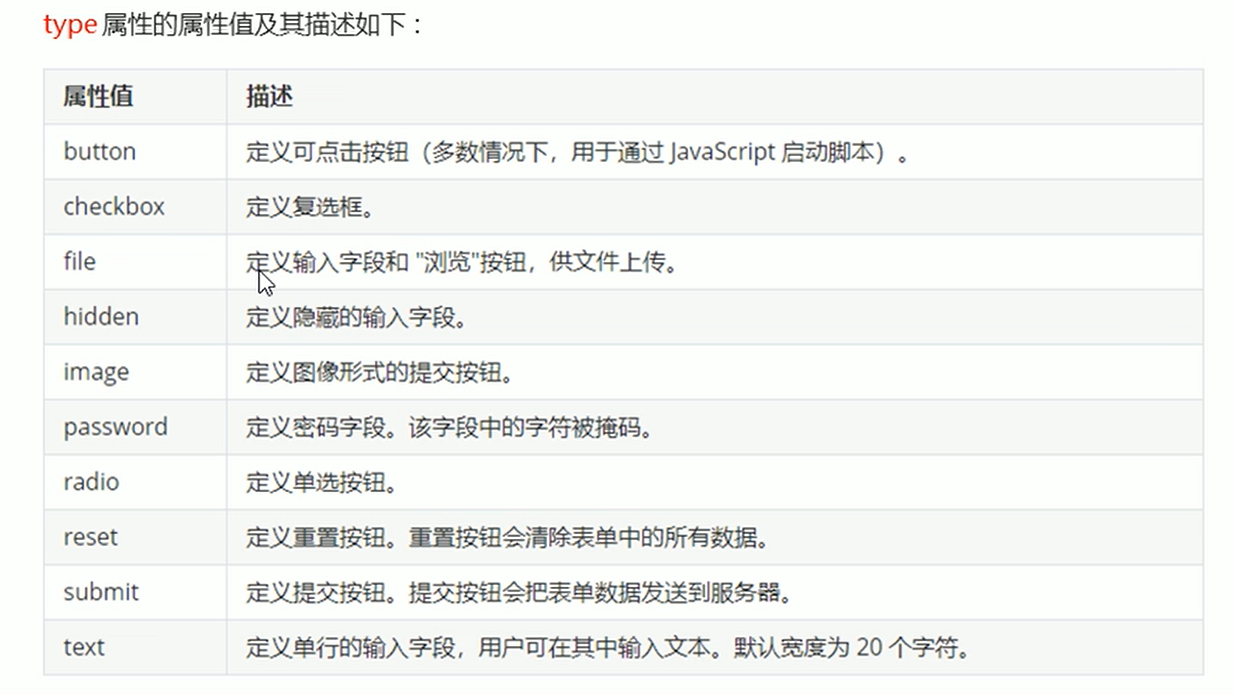 type 属性的属性值及其描述如下：
属性值 描述
button 定义可点击按钮（多数情况下，用于通过 JavaScript 启动脚本）。
checkbox 定义复选框。
file 定义输入字段和 "浏览"按钮，供文件上传。
hidden 定义隐藏的输入字段。
image 定义图像形式的提交按钮。
password 定义密码字段。该字段中的字符被掩码。
radio 定义单选按钮。
reset 定义重置按钮。重置按钮会清除表单中的所有数据。
submit 定义提交按钮。提交按钮会把表单数据发送到服务器。
text 定义单行的输入字段，用户可在其中输入文本。默认宽度为 20 个字符。